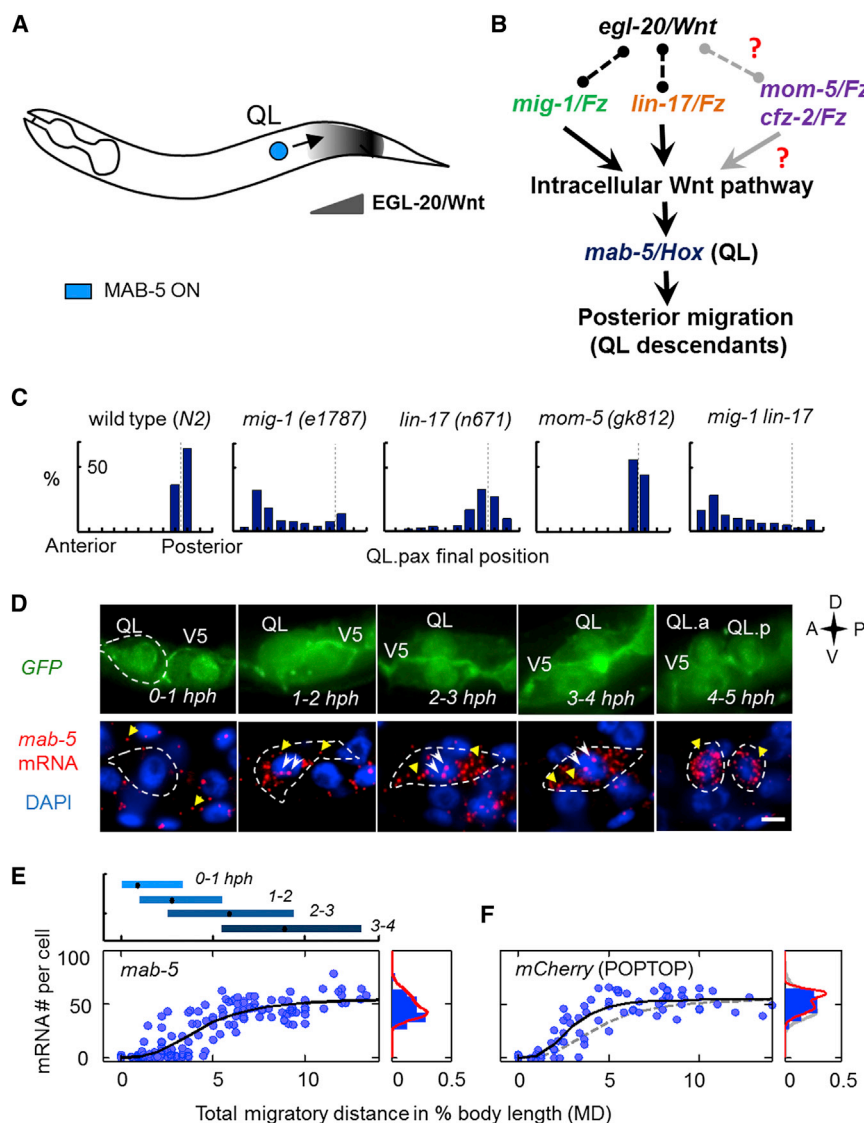 A
QL
EGL-20/Wnt
MAB-5 ON
B
egl-20/Wnt
?
mig-1/Fz
lin-17/Fz
mom-5/Fz
cfz-2/Fz
?
Intracellular Wnt pathway
mab-5/Hox (QL)
Posterior migration
(QL descendants)
C
wild type (N2)
mig-1 (e1787)
lin-17 (n671)
mom-5 (gk812)
mig-1 lin-17
50
%
Anterior
Posterior
QL.pax final position
D
GFP
QL
V5
0-1 hph
QL
V5
1-2 hph
QL
V5
2-3 hph
QL
V5
3-4 hph
QL.a
QL.p
V5
4-5 hph
D
A
P
V
mab-5
mRNA
DAPI
E
0-1 hph
1-2
2-3
3-4
F
mRNA # per cell
100
50
0
mab-5
0 5 10
0 0.5
mCherry (POPTOP)
0 5 10
0 0.5
Total migratory distance in % body length (MD)